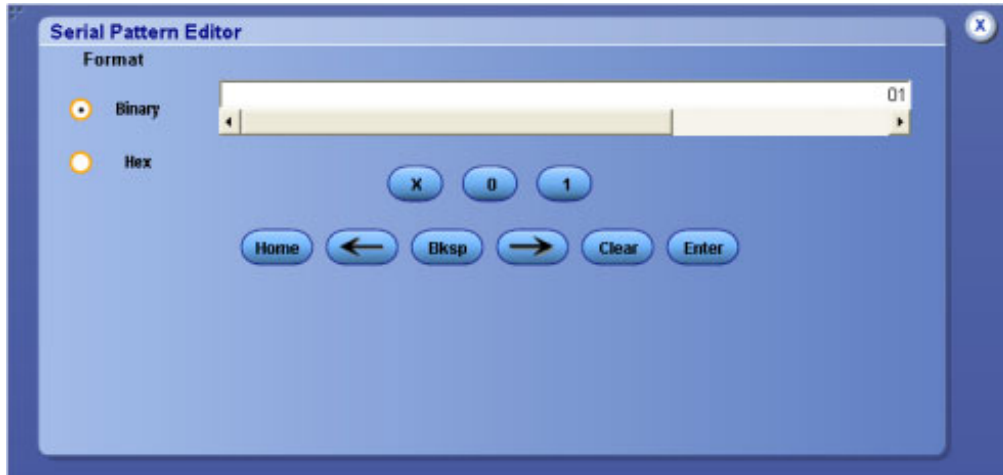 Serial Pattern Editor
X
Format
Binary
01
Hex
X 0 1
Home Bksp Clear Enter